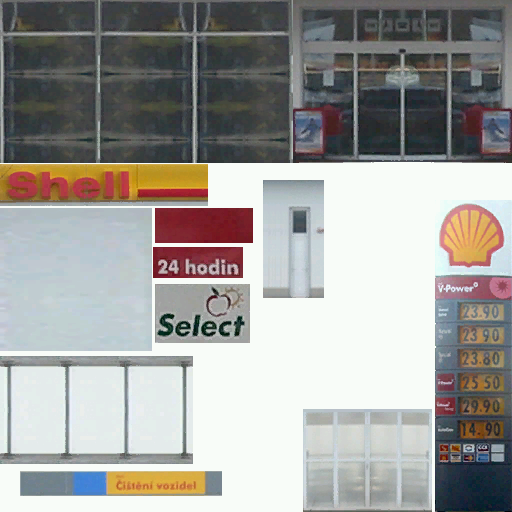 Shell
Shell
24 hodin
Select
V-Power
23.90
23.90
23.80
25.50
29.90
14.90
Čištění vozidel